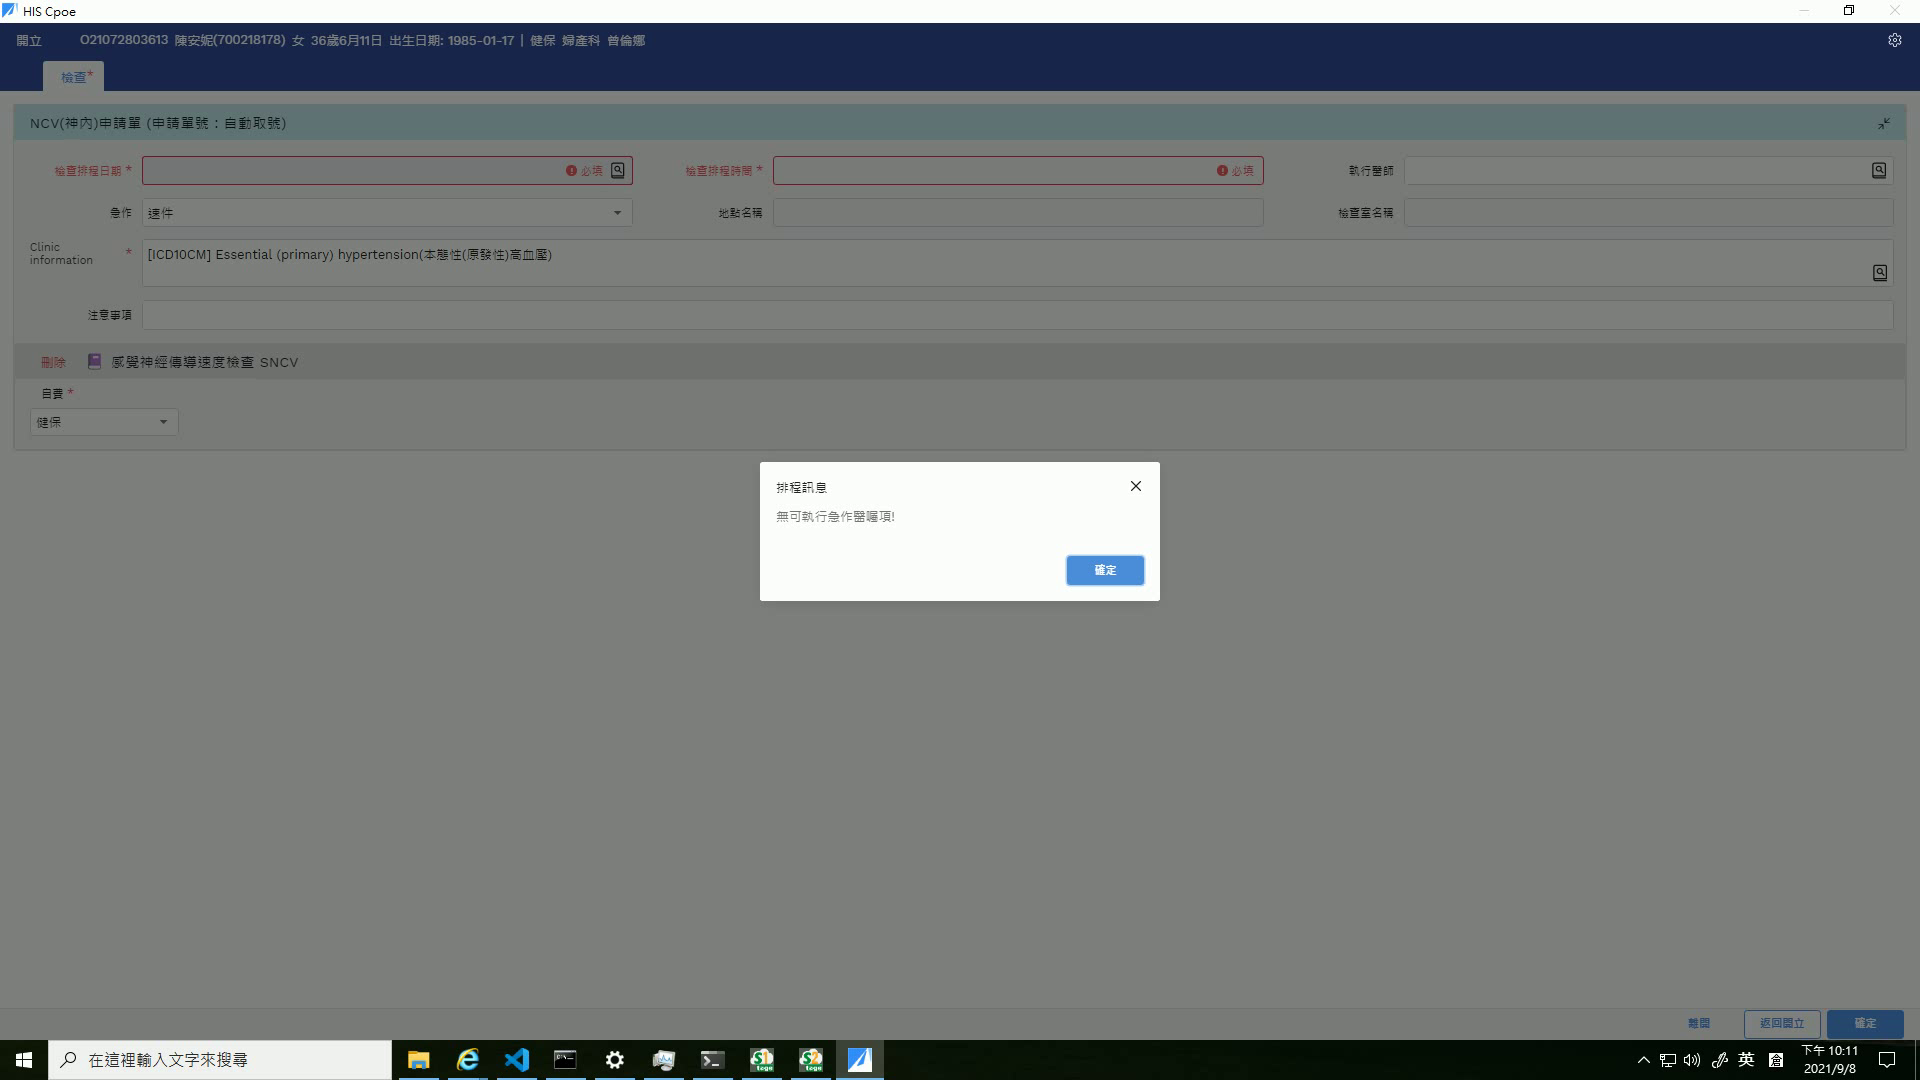 HIS Cpoe
開立 O21072803613 陳安妮(700218178) 女 36歲6月11日 出生日期: 1985-01-17 | 健保 婦產科 曾倫娜
檢查*
NCV(神內)申請單 (申請單號：自動取號)
檢查排程日期 * 必填 檢查排程時間 * 必填 執行醫師
急作 速件 地點名稱 檢查室名稱
Clinic information * [ICD10CM] Essential (primary) hypertension(本態性(原發性)高血壓)
注意事項
刪除 感覺神經傳導速度檢查 SNCV
自費 *
健保
排程訊息
無可執行急作醫囑項!
確定
離開 返回開立 確定
在這裡輸入文字來搜尋
S1 toga S2 toga
英 倉 下午 10:11
2021/9/8